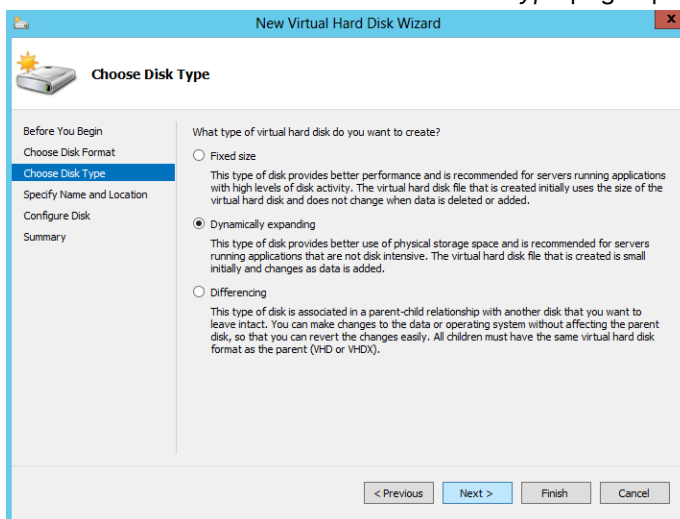 New Virtual Hard Disk Wizard
x
Choose Disk Type
Before You Begin
Choose Disk Format
Choose Disk Type
Specify Name and Location
Configure Disk
Summary
What type of virtual hard disk do you want to create?
Fixed size
This type of disk provides better performance and is recommended for servers running applications
with high levels of disk activity. The virtual hard disk file that is created initially uses the size of the
virtual hard disk and does not change when data is deleted or added.
Dynamically expanding
This type of disk provides better use of physical storage space and is recommended for servers
running applications that are not disk intensive. The virtual hard disk file that is created is small
initially and changes as data is added.
Differencing
This type of disk is associated in a parent-child relationship with another disk that you want to
leave intact. You can make changes to the data or operating system without affecting the parent
disk, so that you can revert the changes easily. All children must have the same virtual hard disk
format as the parent (VHD or VHDX).
< Previous Next > Finish Cancel